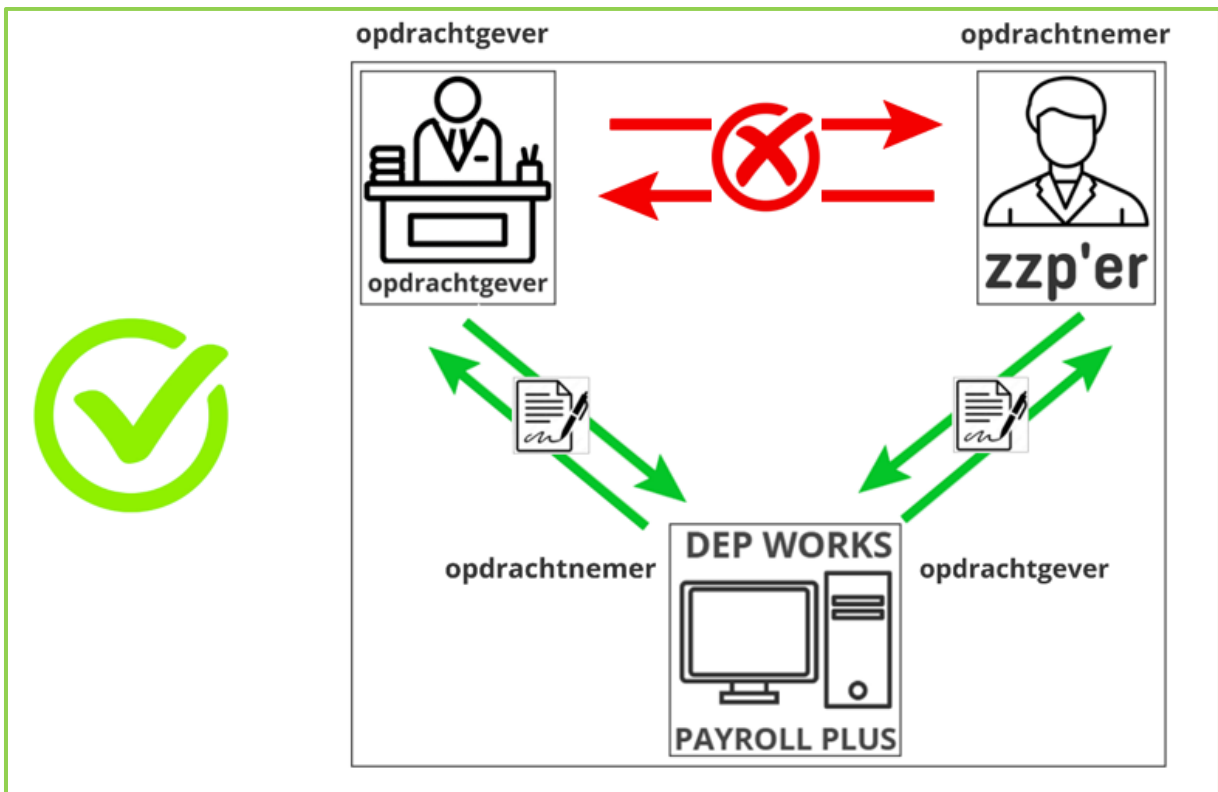 opdrachtgever
opdrachtnemer
opdrachtgever
zzp'er
DEP WORKS
opdrachtnemer
opdrachtgever
PAYROLL PLUS